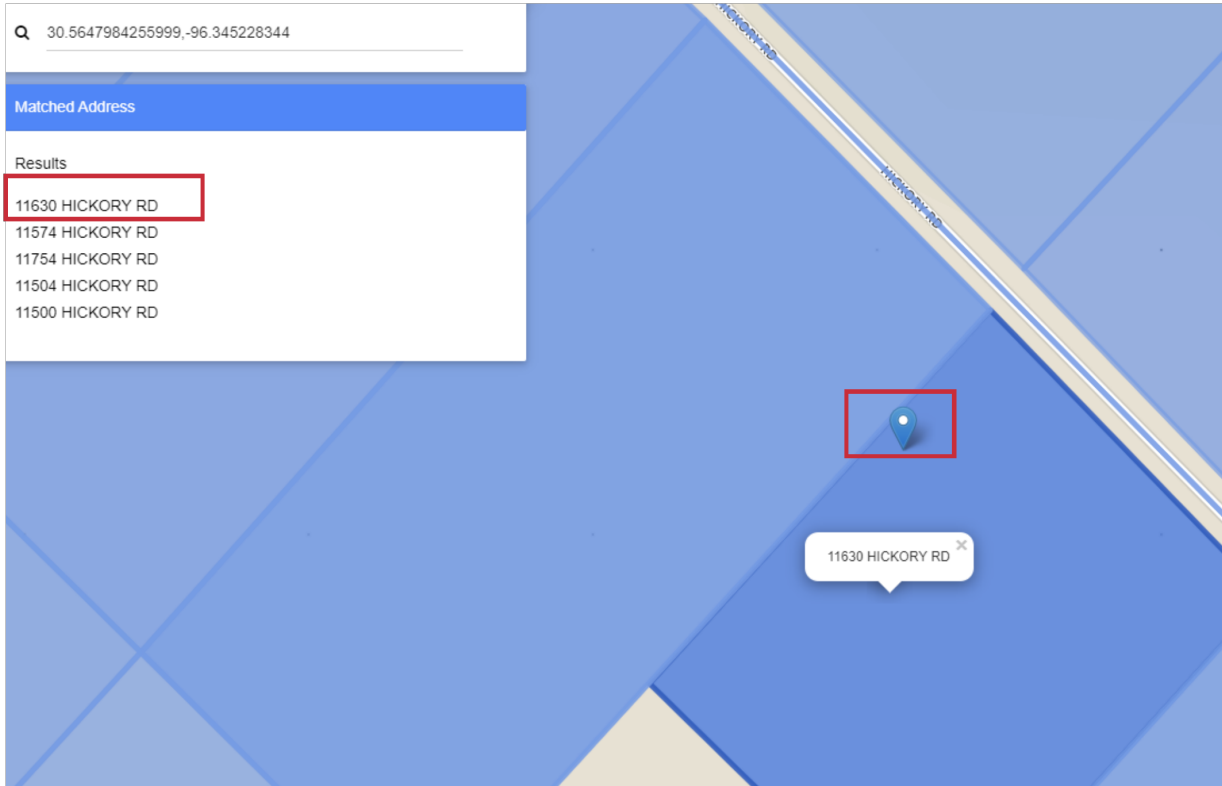 30.5647984255999,-96.345228344
Matched Address
Results
11630 HICKORY RD
11574 HICKORY RD
11754 HICKORY RD
11504 HICKORY RD
11500 HICKORY RD
HICKORY RD
HICKORY RD
11630 HICKORY RD